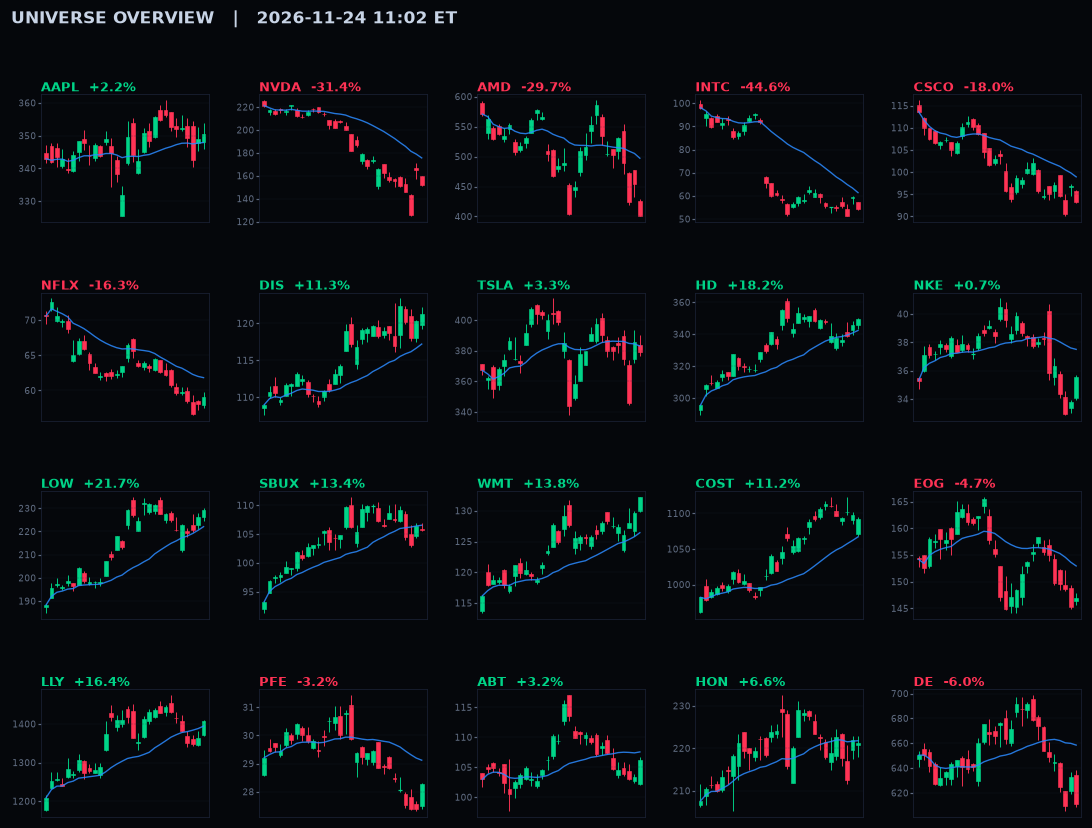 UNIVERSE OVERVIEW | 2026-11-24 11:02 ET
AAPL +2.2% NVDA -31.4% AMD -29.7% INTC -44.6% CSCO -18.0%
360 350 340 330
220 200 180 160 140 120
600 550 500 450 400
100 90 80 70 60 50
115 110 105 100 95 90
NFLX -16.3% DIS +11.3% TSLA +3.3% HD +18.2% NKE +0.7%
70 65 60
120 115 110
400 380 360 340
360 340 320 300
40 38 36 34
LOW +21.7% SBUX +13.4% WMT +13.8% COST +11.2% EOG -4.7%
230 220 210 200 190
110 105 100 95
130 125 120 115
1100 1050 1000
165 160 155 150 145
LLY +16.4% PFE -3.2% ABT +3.2% HON +6.6% DE -6.0%
1400 1300 1200
31 30 29 28
115 110 105 100
230 220 210
700 680 660 640 620